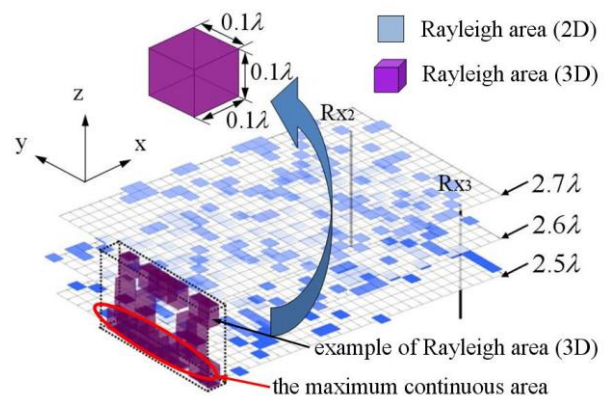 0.1λ
Rayleigh area (2D)
0.1λ
Rayleigh area (3D)
0.1λ
z
y
x
Rx2
Rx3
2.7λ
2.6λ
2.5λ
example of Rayleigh area (3D)
the maximum continuous area